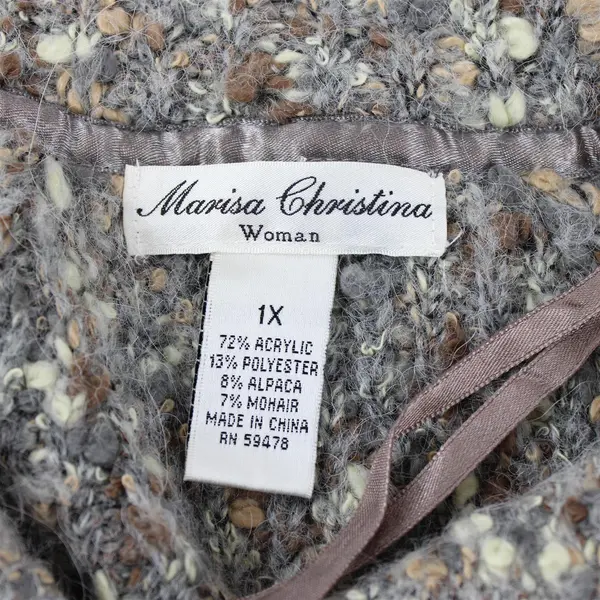 Marisa Christina
Woman
1X
72% ACRYLIC
13% POLYESTER
8% ALPACA
7% MOHAIR
MADE IN CHINA
RN 59478